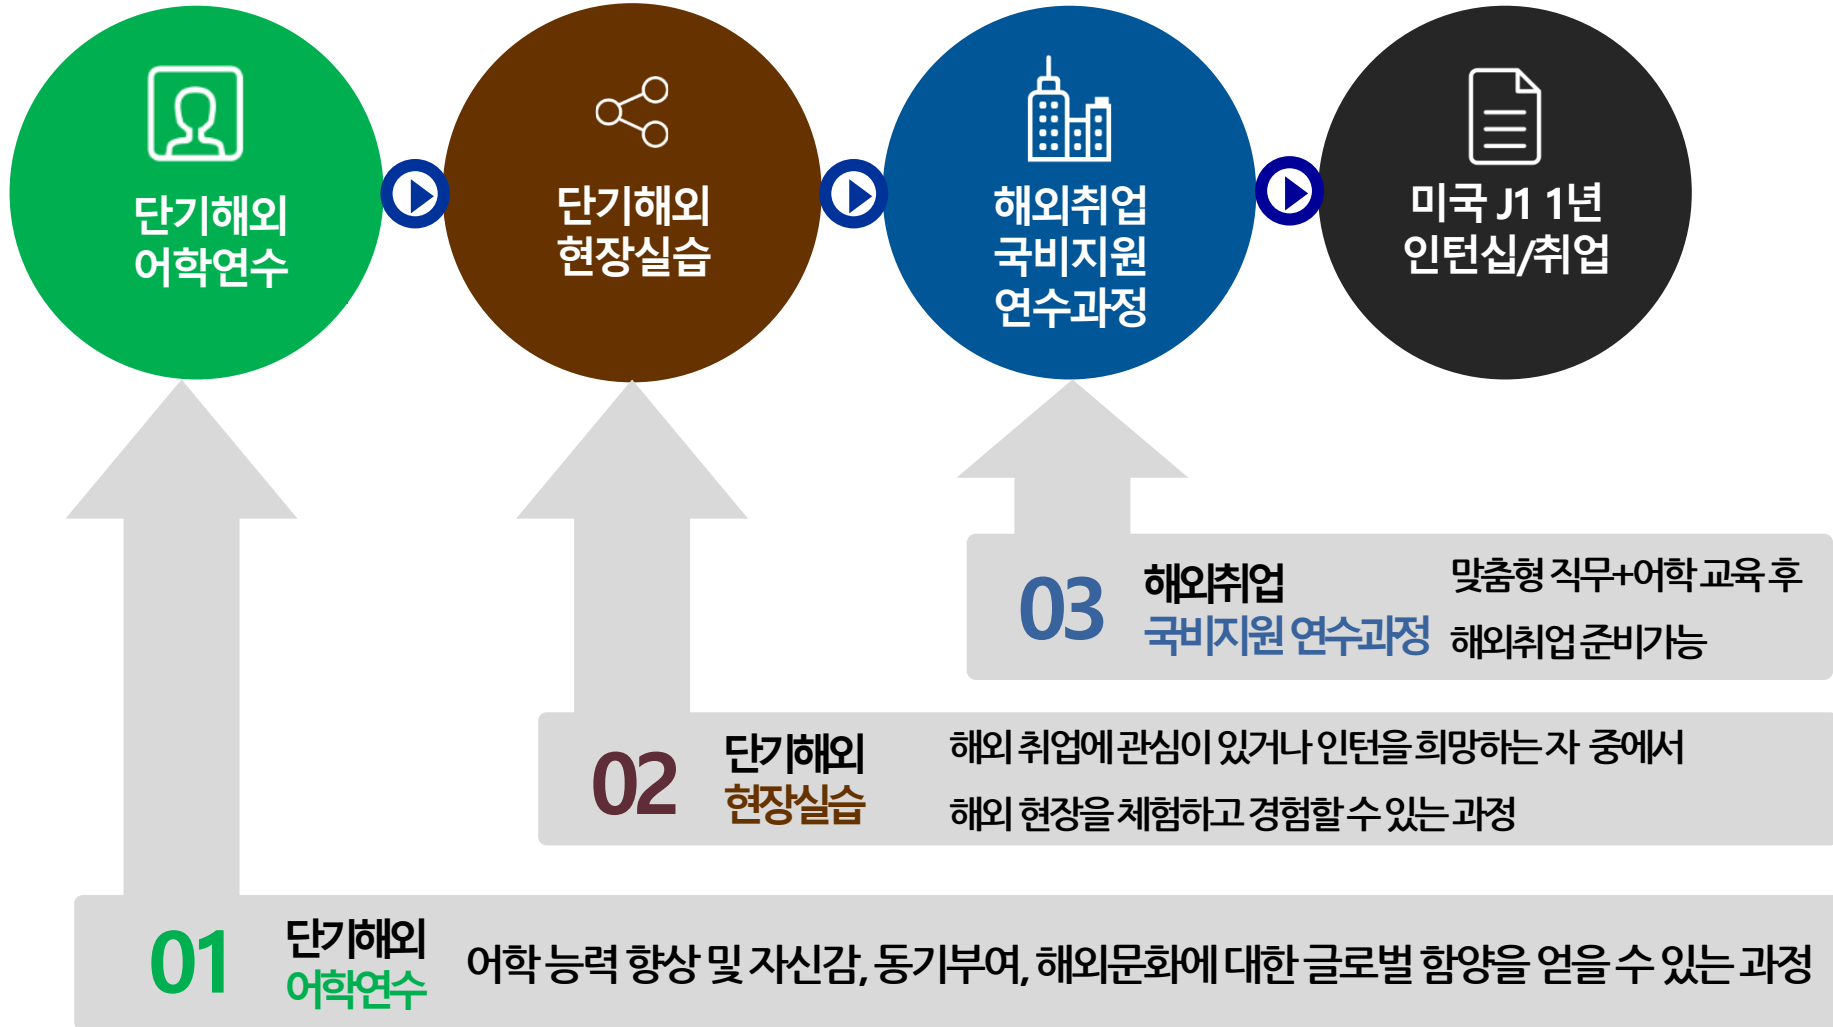 단기해외
어학연수
단기해외
현장실습
해외취업
국비지원
연수과정
미국 J1 1년
인턴십/취업
03
해외취업
국비지원 연수과정
맞춤형 직무+어학 교육 후
해외취업 준비가능
02
단기해외
현장실습
해외 취업에 관심이 있거나 인턴을 희망하는 자 중에서
해외 현장을 체험하고 경험할 수 있는 과정
01
단기해외
어학연수
어학 능력 향상 및 자신감, 동기부여, 해외문화에 대한 글로벌 함양을 얻을 수 있는 과정